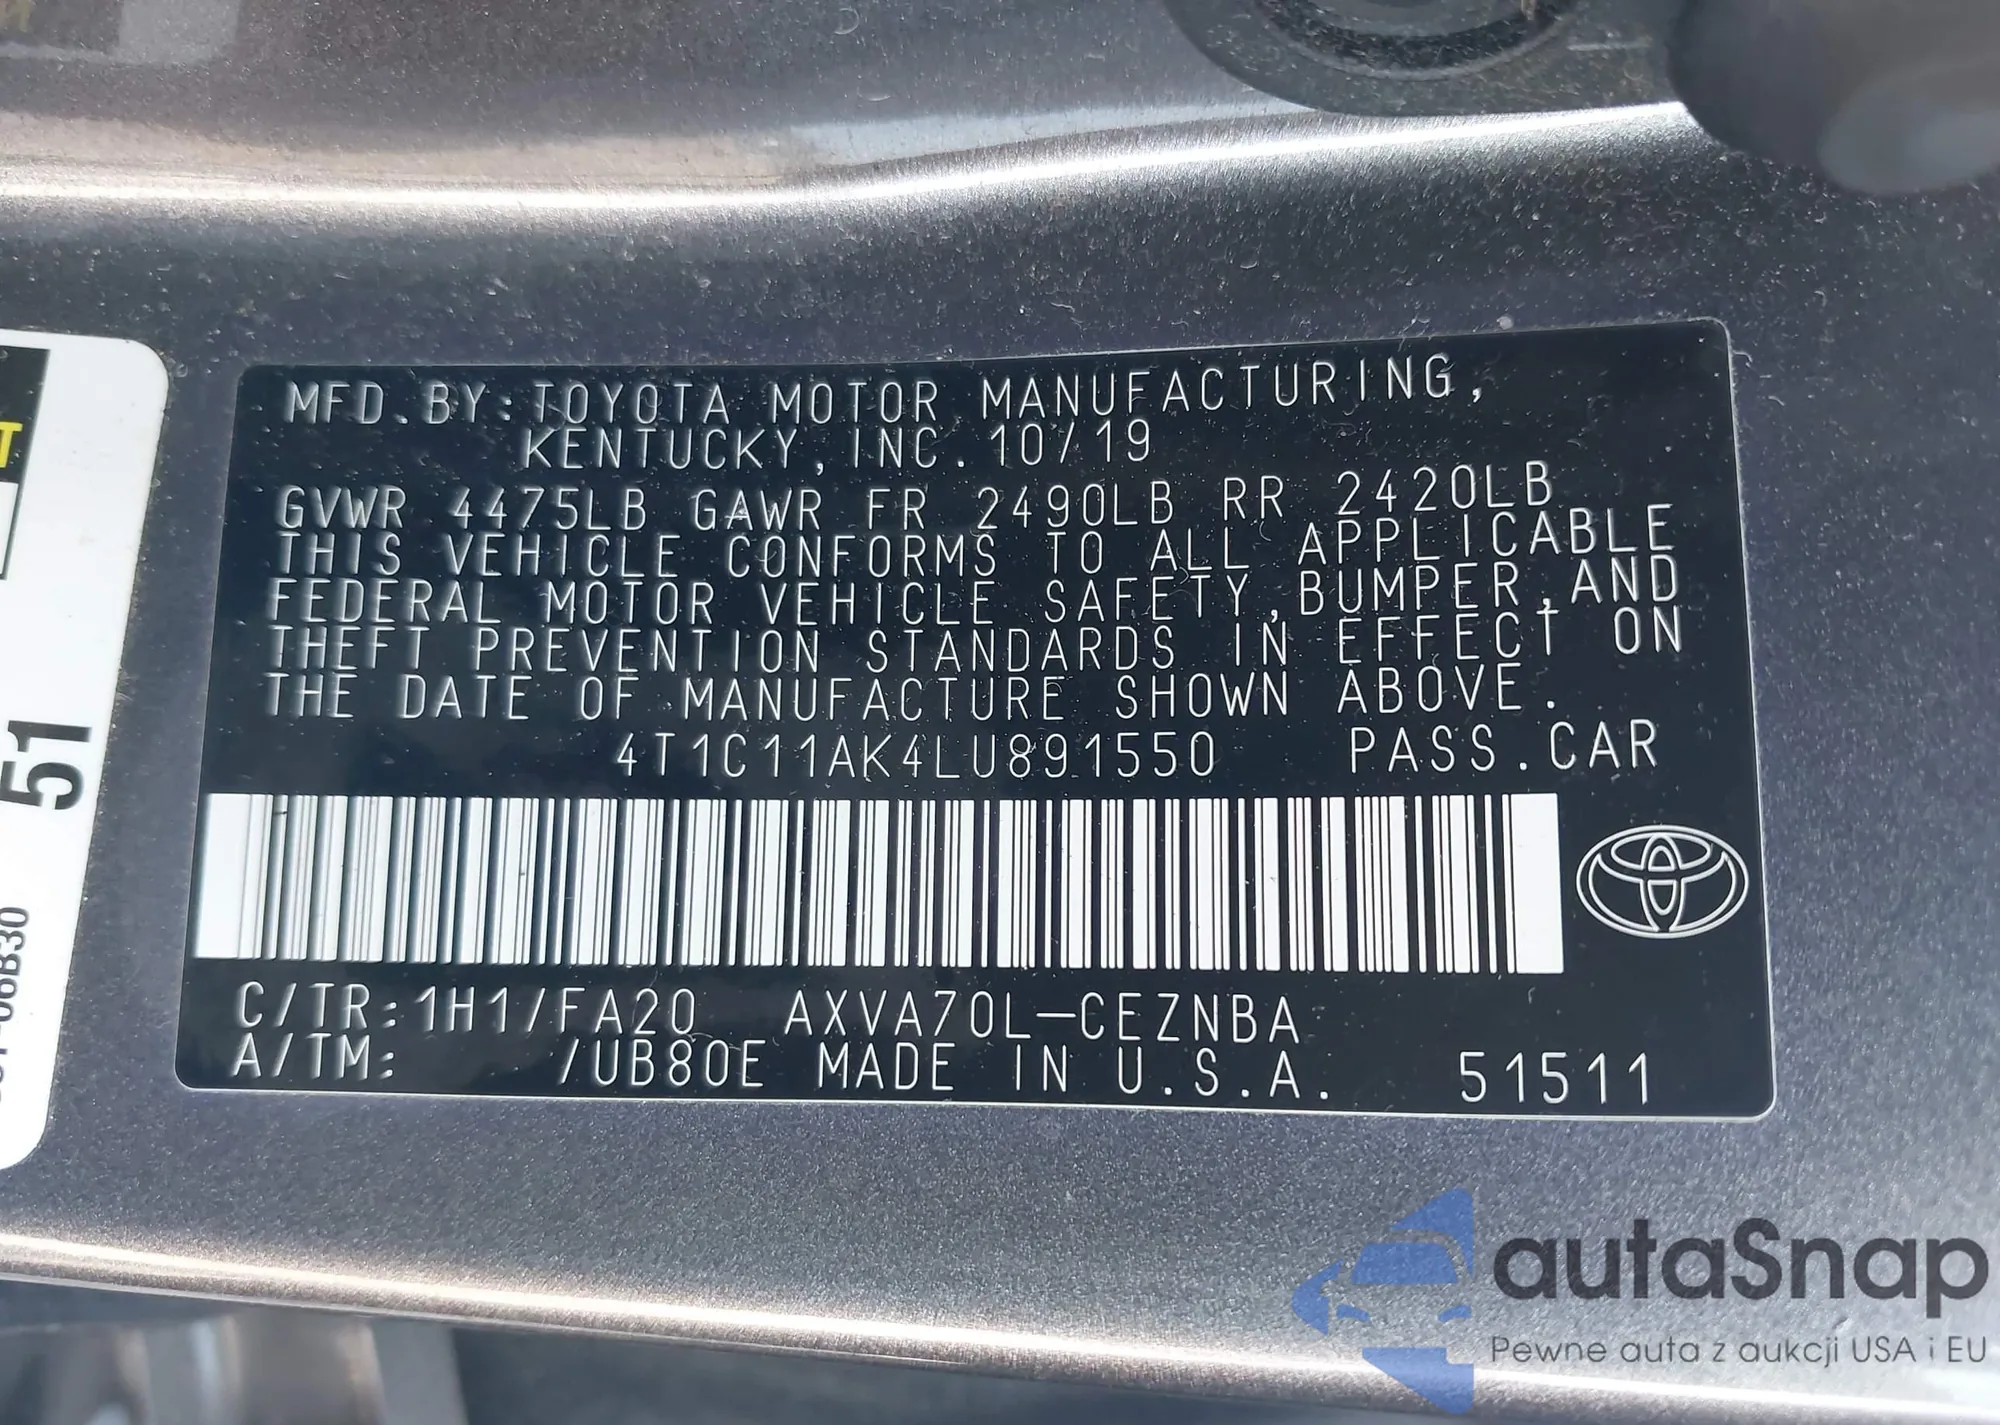 MFD.BY:TOYOTA MOTOR MANUFACTURING,
KENTUCKY,INC.10/19
GVWR 4475LB GAWR FR 2490LB RR 2420LB
THIS VEHICLE CONFORMS TO ALL APPLICABLE
FEDERAL MOTOR VEHICLE SAFETY,BUMPER,AND
THEFT PREVENTION STANDARDS IN EFFECT ON
THE DATE OF MANUFACTURE SHOWN ABOVE.
4T1C11AK4LU891550 PASS.CAR
C/TR:1H1/FA20 AXVA70L-CEZNBA
A/TM: /UB80E MADE IN U.S.A. 51511
T
51
autaSnap
Pewne auta z aukcji USA i EU